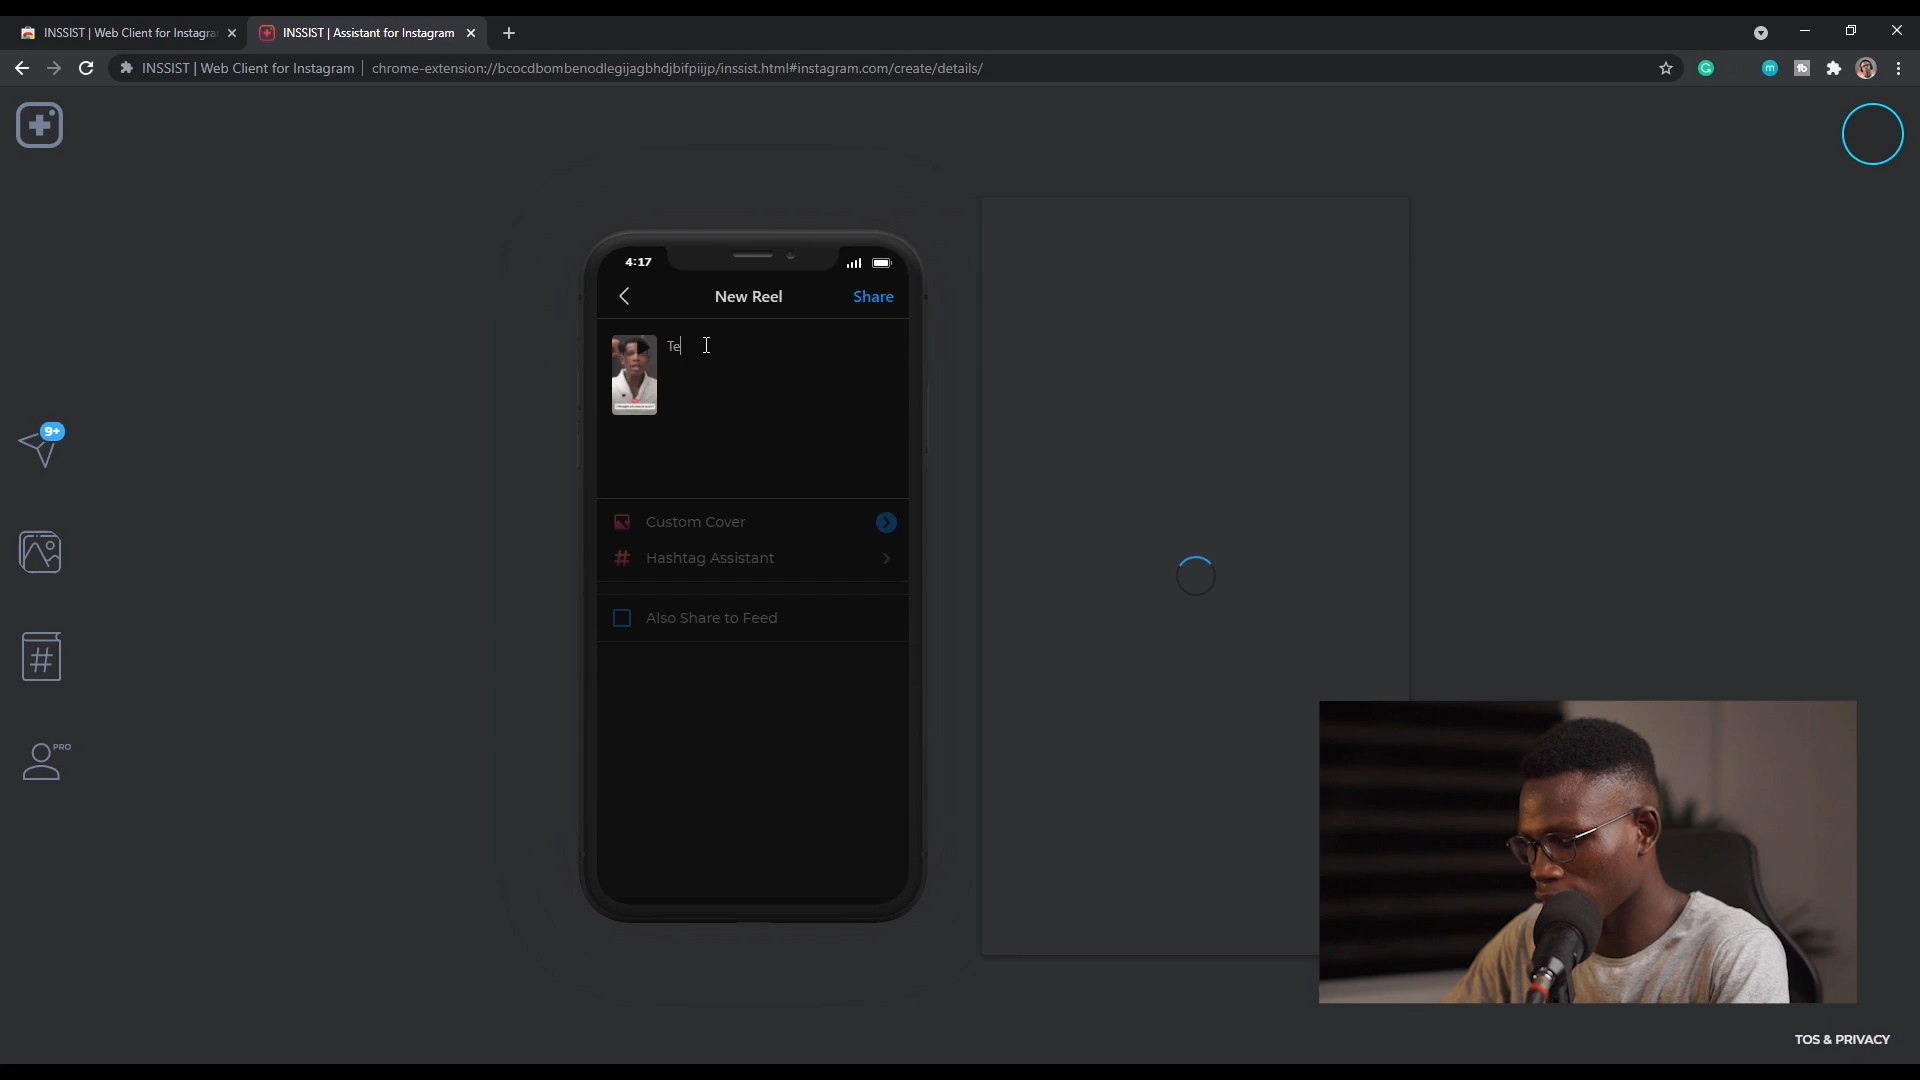 INSSIST | Web Client for Instagra
INSSIST | Assistant for Instagram
INSSIST | Web Client for Instagram
chrome-extension://bcocdbombenodlegijagbhdjbifpiijp/inssist.html#instagram.com/create/details/
9+
PRO
4:17
New Reel
Share
Te
Custom Cover
Hashtag Assistant
Also Share to Feed
TOS & PRIVACY